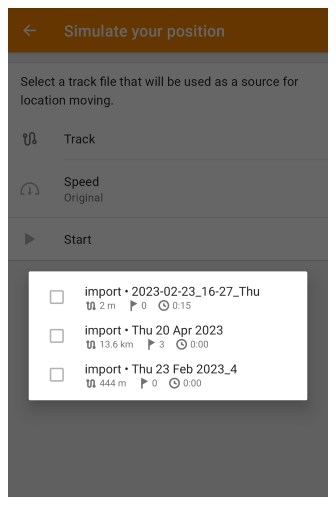 Simulate your position
Select a track file that will be used as a source for
location moving.
Track
Speed
Original
Start
import • 2023-02-23_16-27_Thu
2 m 0 0:15
import • Thu 20 Apr 2023
13.6 km 3 0:00
import • Thu 23 Feb 2023_4
444 m 0 0:00